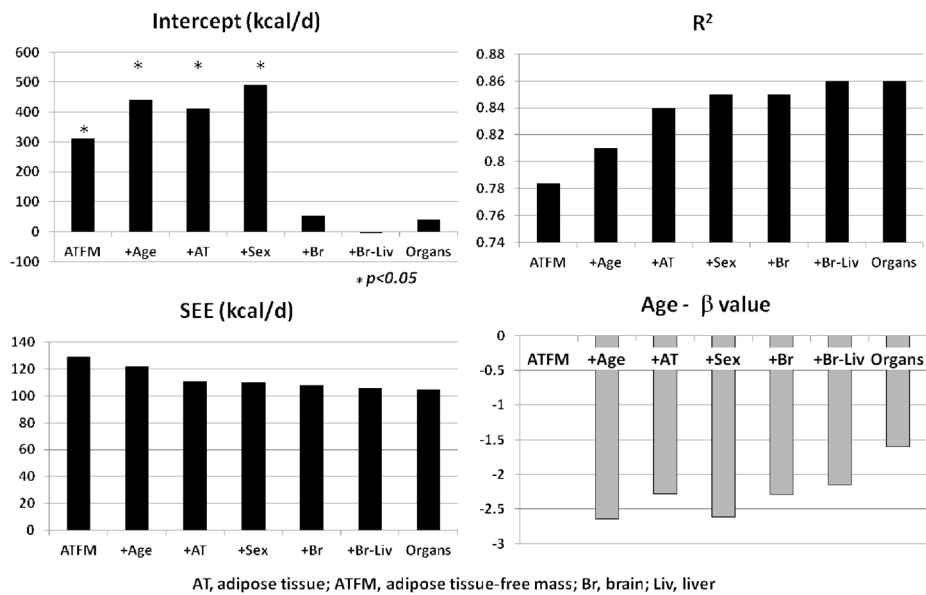 Intercept (kcal/d)
600
500
400
300
200
100
0
-100
* * * *
ATFM +Age +AT +Sex +Br +Br-Liv Organs
* p<0.05
R²
0.88
0.86
0.84
0.82
0.8
0.78
0.76
0.74
ATFM +Age +AT +Sex +Br +Br-Liv Organs
SEE (kcal/d)
140
120
100
80
60
40
20
0
ATFM +Age +AT +Sex +Br +Br-Liv Organs
Age - β value
0
ATFM +Age +AT +Sex +Br +Br-Liv Organs
-0.5
-1
-1.5
-2
-2.5
-3
AT, adipose tissue; ATFM, adipose tissue-free mass; Br, brain; Liv, liver